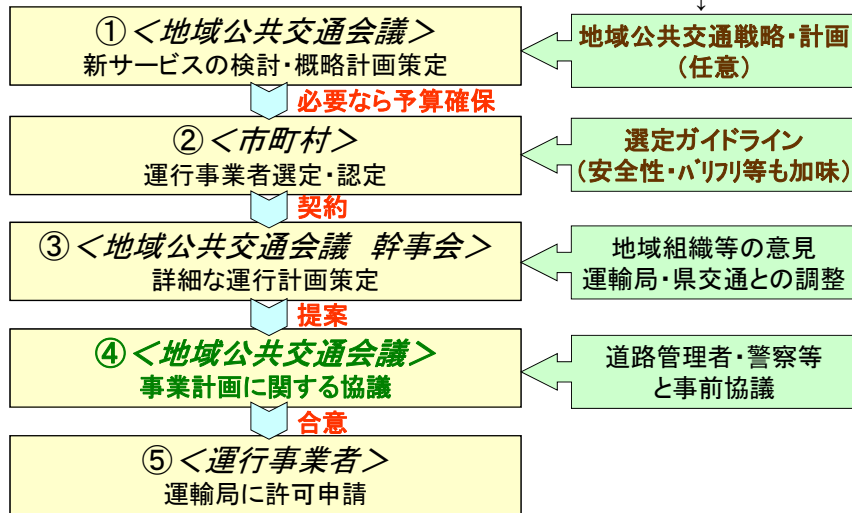 ↓
①<地域公共交通会議>
新サービスの検討・概略計画策定
地域公共交通戦略・計画
(任意)
必要なら予算確保
②<市町村>
運行事業者選定・認定
選定ガイドライン
(安全性・バリフリ等も加味)
契約
③<地域公共交通会議 幹事会>
詳細な運行計画策定
地域組織等の意見
運輸局・県交通との調整
提案
④<地域公共交通会議>
事業計画に関する協議
道路管理者・警察等
と事前協議
合意
⑤<運行事業者>
運輸局に許可申請